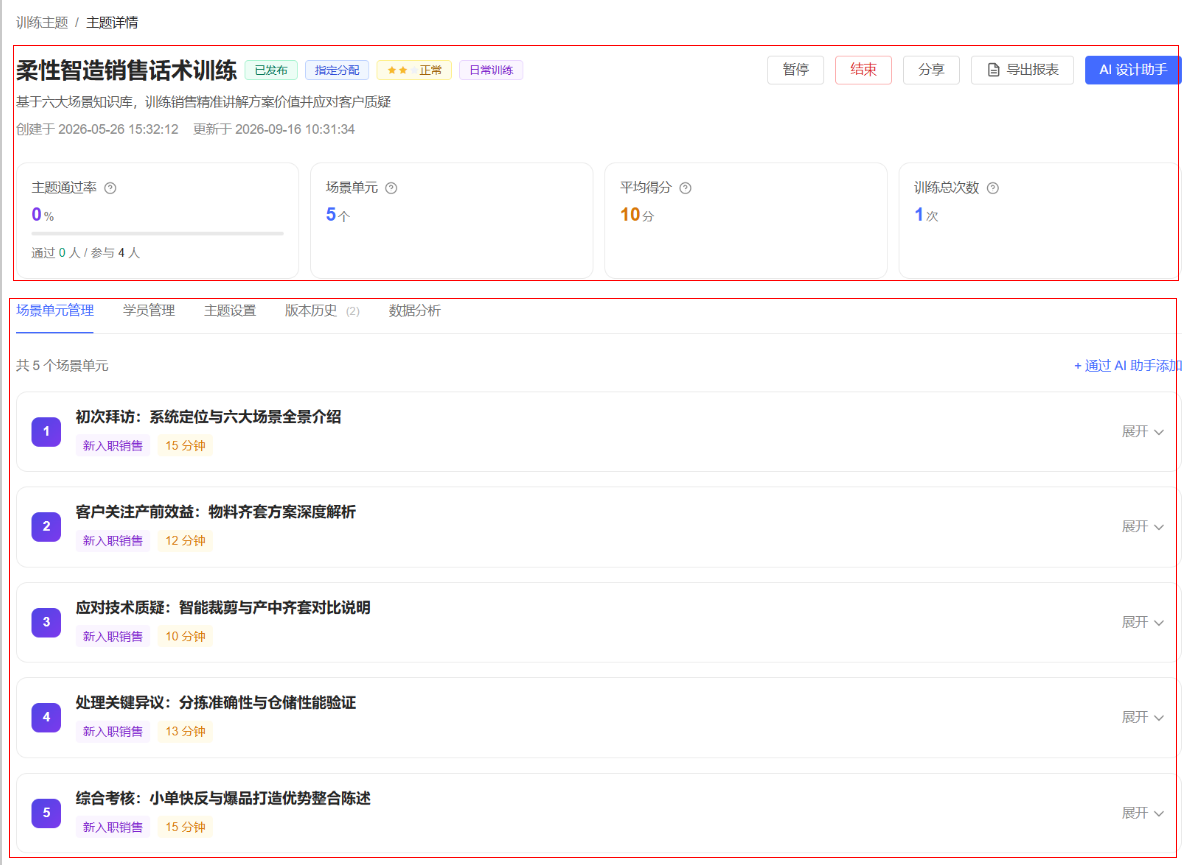 训练主题 / 主题详情
柔性智造销售话术训练 已发布 指定分配 正常 日常训练 暂停 结束 分享 导出报表 AI 设计助手
基于六大场景知识库，训练销售精准讲解方案价值并应对客户质疑
创建于 2026-05-26 15:32:12 更新于 2026-09-16 10:31:34
主题通过率 场景单元 平均得分 训练总次数
0 % 5 个 10 分 1 次
通过 0 人 / 参与 4 人
场景单元管理 学员管理 主题设置 版本历史 (2) 数据分析
共 5 个场景单元 + 通过 AI 助手添加
1 初次拜访：系统定位与六大场景全景介绍 展开
新入职销售 15 分钟
2 客户关注产前效益：物料齐套方案深度解析 展开
新入职销售 12 分钟
3 应对技术质疑：智能裁剪与产中齐套对比说明 展开
新入职销售 10 分钟
4 处理关键异议：分拣准确性与仓储性能验证 展开
新入职销售 13 分钟
5 综合考核：小单快反与爆品打造优势整合陈述 展开
新入职销售 15 分钟